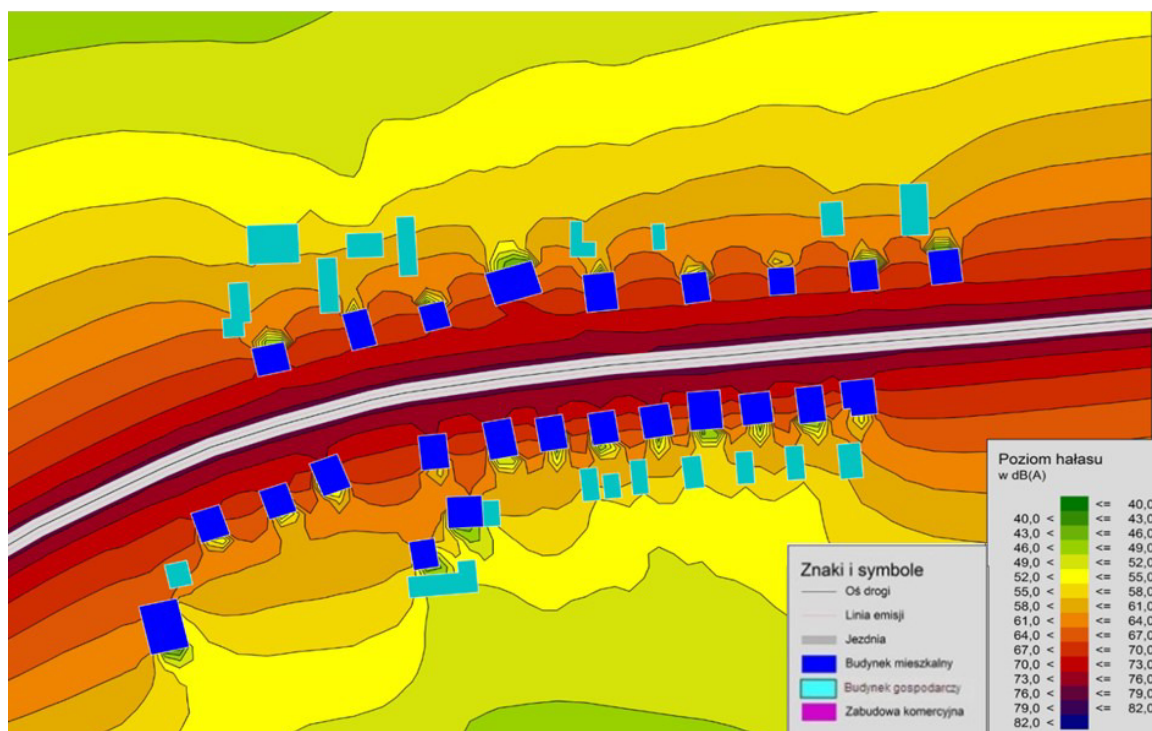 Poziom hałasu
w dB(A)
<= 40,0
40,0 < <= 43,0
43,0 < <= 46,0
46,0 < <= 49,0
49,0 < <= 52,0
52,0 < <= 55,0
55,0 < <= 58,0
58,0 < <= 61,0
61,0 < <= 64,0
64,0 < <= 67,0
67,0 < <= 70,0
70,0 < <= 73,0
73,0 < <= 76,0
76,0 < <= 79,0
79,0 < <= 82,0
82,0 <
Znaki i symbole
Oś drogi
Linia emisji
Jezdnia
Budynek mieszkalny
Budynek gospodarczy
Zabudowa komercyjna